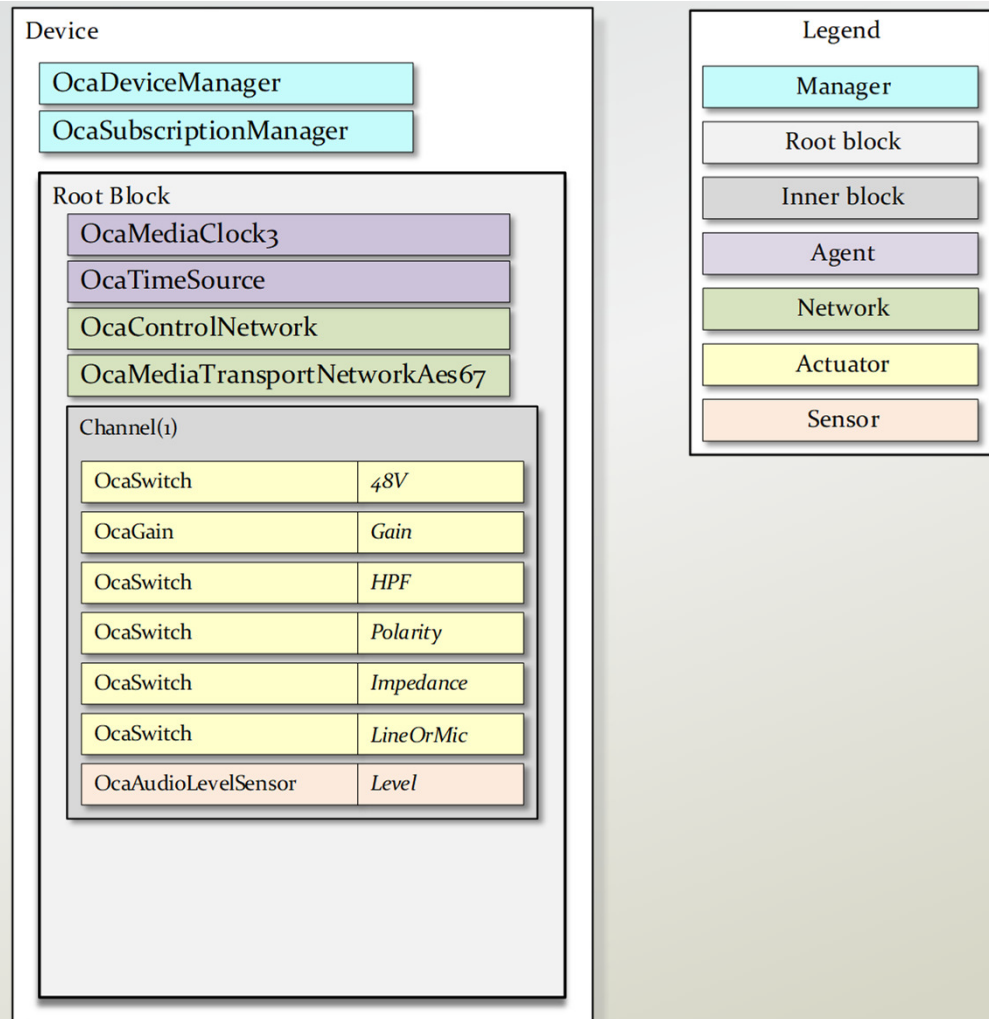 Device
OcaDeviceManager
OcaSubscriptionManager
Root Block
OcaMediaClock3
OcaTimeSource
OcaControlNetwork
OcaMediaTransportNetworkAes67
Channel(1)
OcaSwitch 48V
OcaGain Gain
OcaSwitch HPF
OcaSwitch Polarity
OcaSwitch Impedance
OcaSwitch LineOrMic
OcaAudioLevelSensor Level
Legend
Manager
Root block
Inner block
Agent
Network
Actuator
Sensor